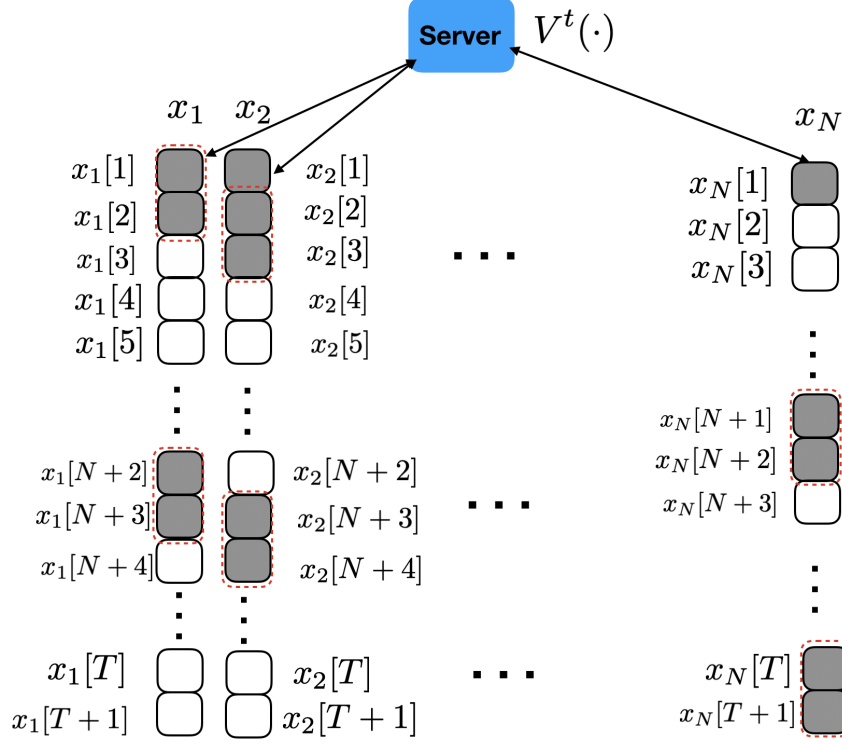 Server V^t(·)
x_1 x_2 x_N
x_1[1] x_2[1] x_N[1]
x_1[2] x_2[2] x_N[2]
x_1[3] x_2[3] x_N[3]
x_1[4] x_2[4]
x_1[5] x_2[5]
x_N[N + 1]
x_1[N + 2] x_2[N + 2] x_N[N + 2]
x_1[N + 3] x_2[N + 3] x_N[N + 3]
x_1[N + 4] x_2[N + 4]
x_1[T] x_2[T] x_N[T]
x_1[T + 1] x_2[T + 1] x_N[T + 1]